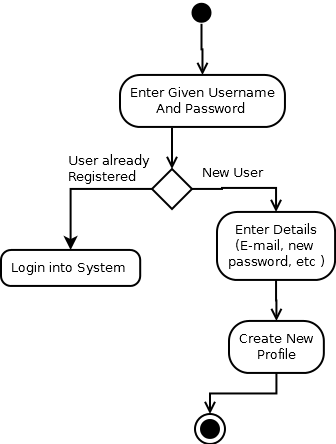 Enter Given Username
And Password
User already
Registered
New User
Enter Details
(E-mail, new
password, etc )
Login into System
Create New
Profile